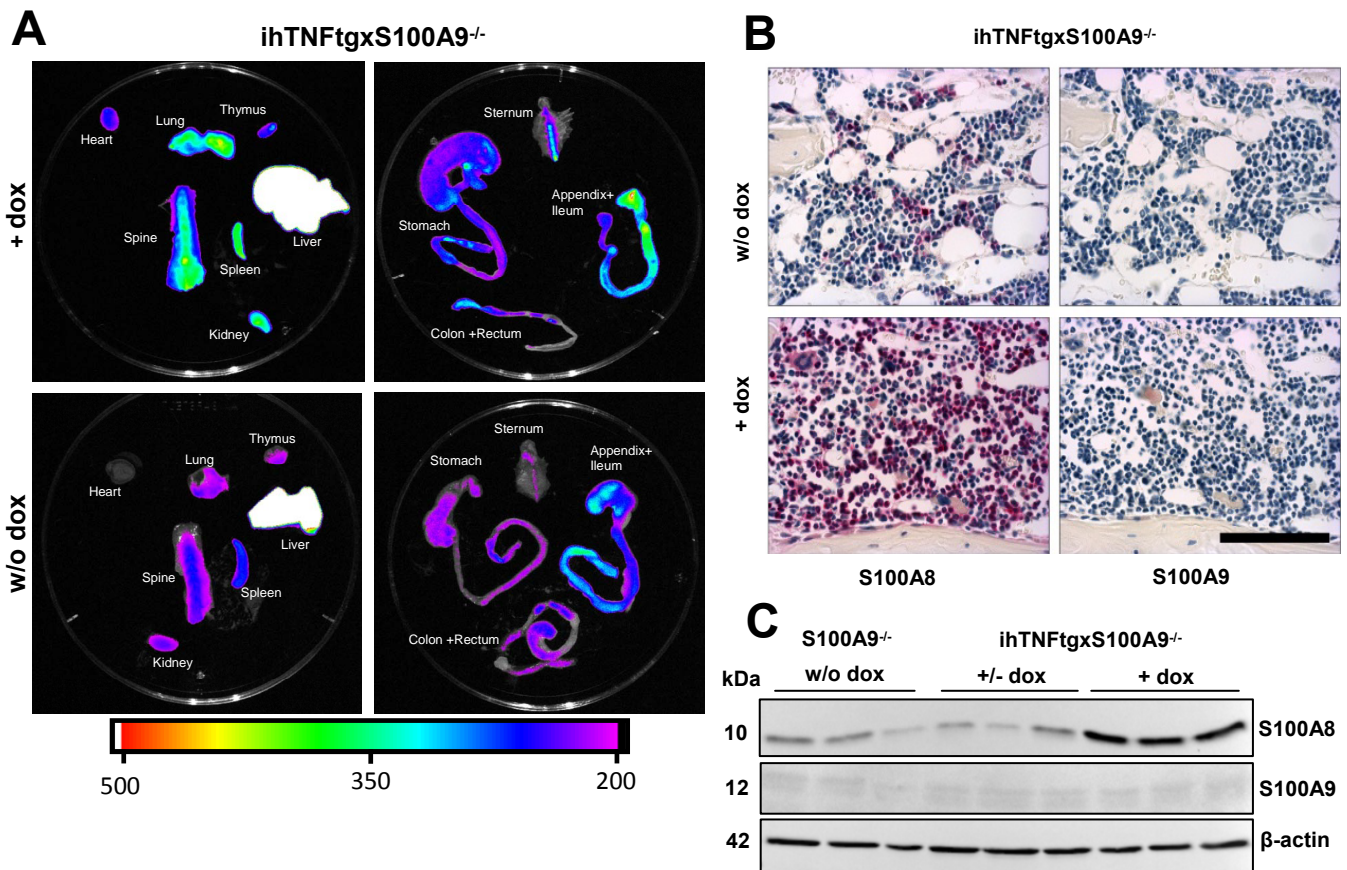 A
ihTNFtgxS100A9-/-
+ dox
Heart
Lung
Thymus
Spine
Spleen
Liver
Kidney
Sternum
Stomach
Appendix+
Ileum
Colon +Rectum
w/o dox
Heart
Lung
Thymus
Spine
Spleen
Liver
Kidney
Sternum
Stomach
Appendix+
Ileum
Colon +Rectum
500
350
200
B
ihTNFtgxS100A9-/-
w/o dox
+ dox
S100A8
S100A9
C
S100A9-/-
ihTNFtgxS100A9-/-
kDa
w/o dox
+/- dox
+ dox
10
S100A8
12
S100A9
42
β-actin